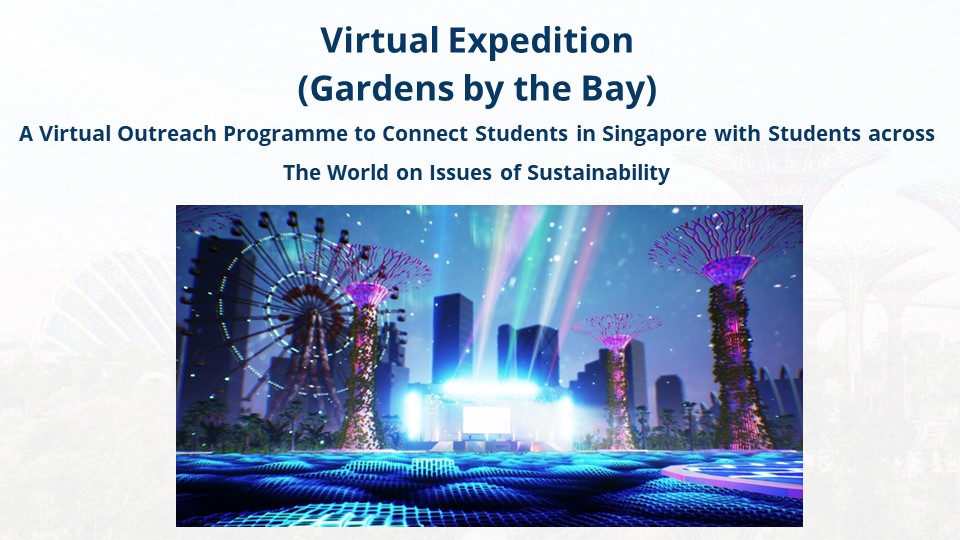 Virtual Expedition
(Gardens by the Bay)
A Virtual Outreach Programme to Connect Students in Singapore with Students across
The World on Issues of Sustainability